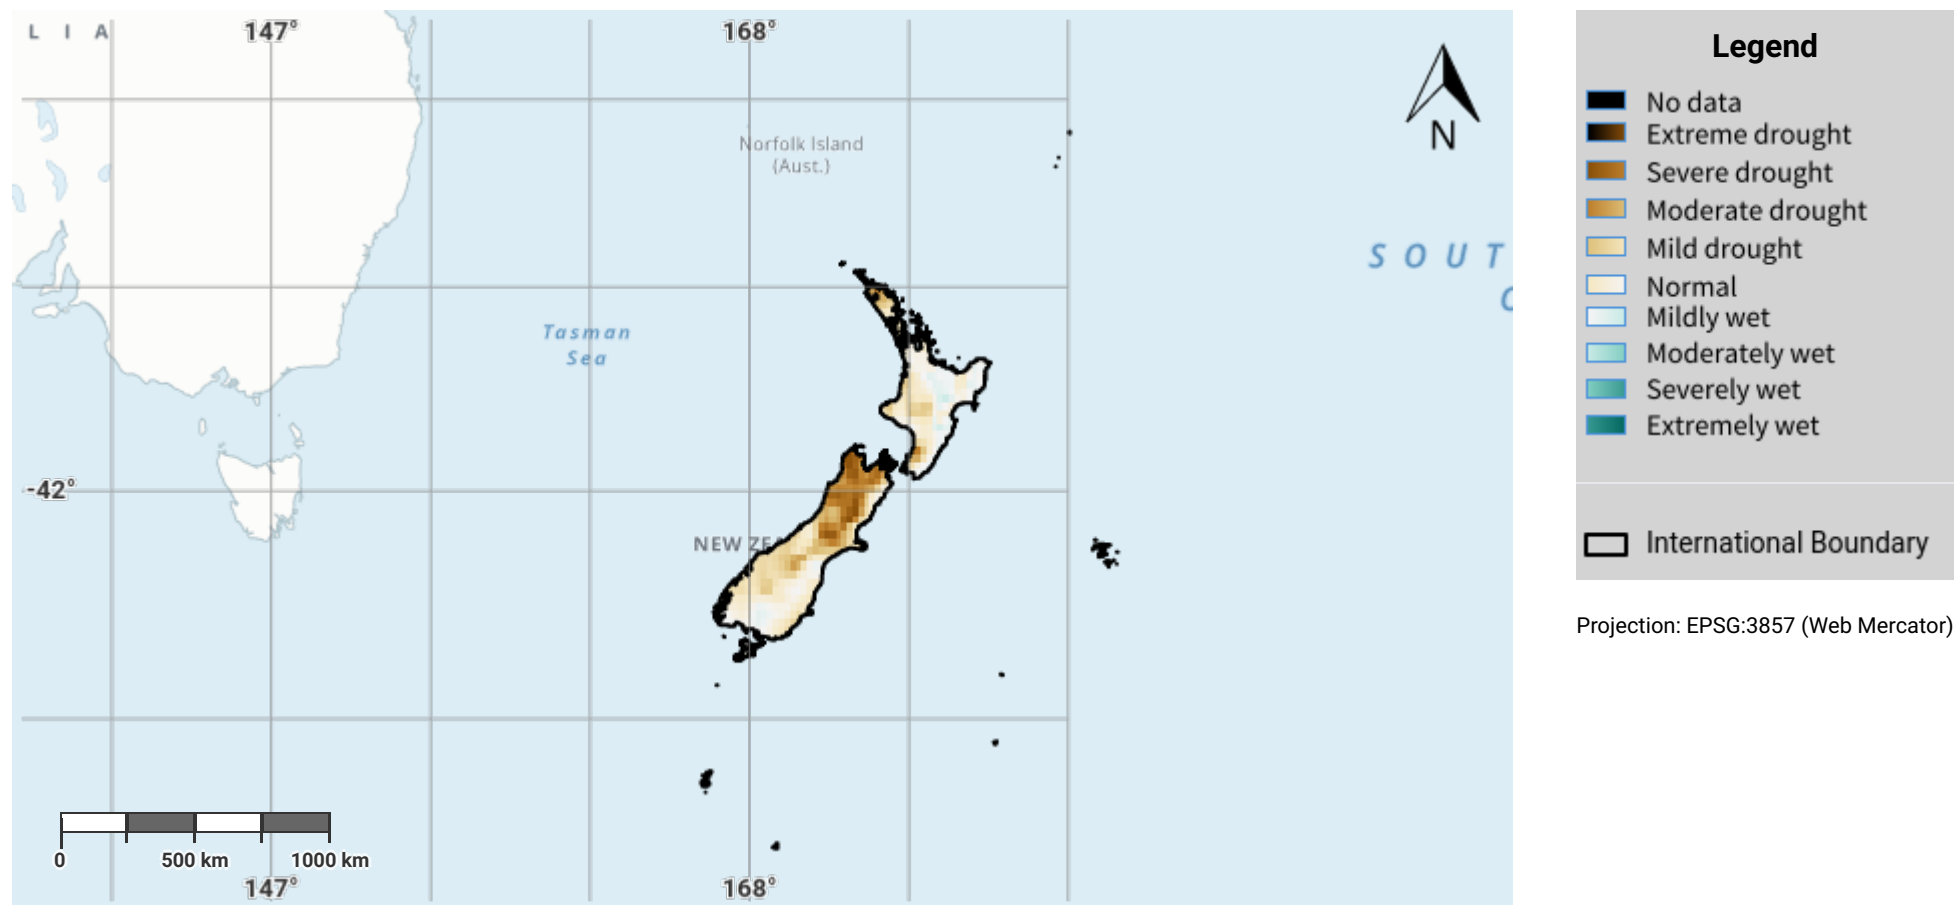 L I A
147°
168°
Norfolk Island
(Aust.)
N
SOUT
Tasman
Sea
-42°
NEW ZEA
0
500 km
1000 km
147°
168°
Legend
No data
Extreme drought
Severe drought
Moderate drought
Mild drought
Normal
Mildly wet
Moderately wet
Severely wet
Extremely wet
International Boundary
Projection: EPSG:3857 (Web Mercator)